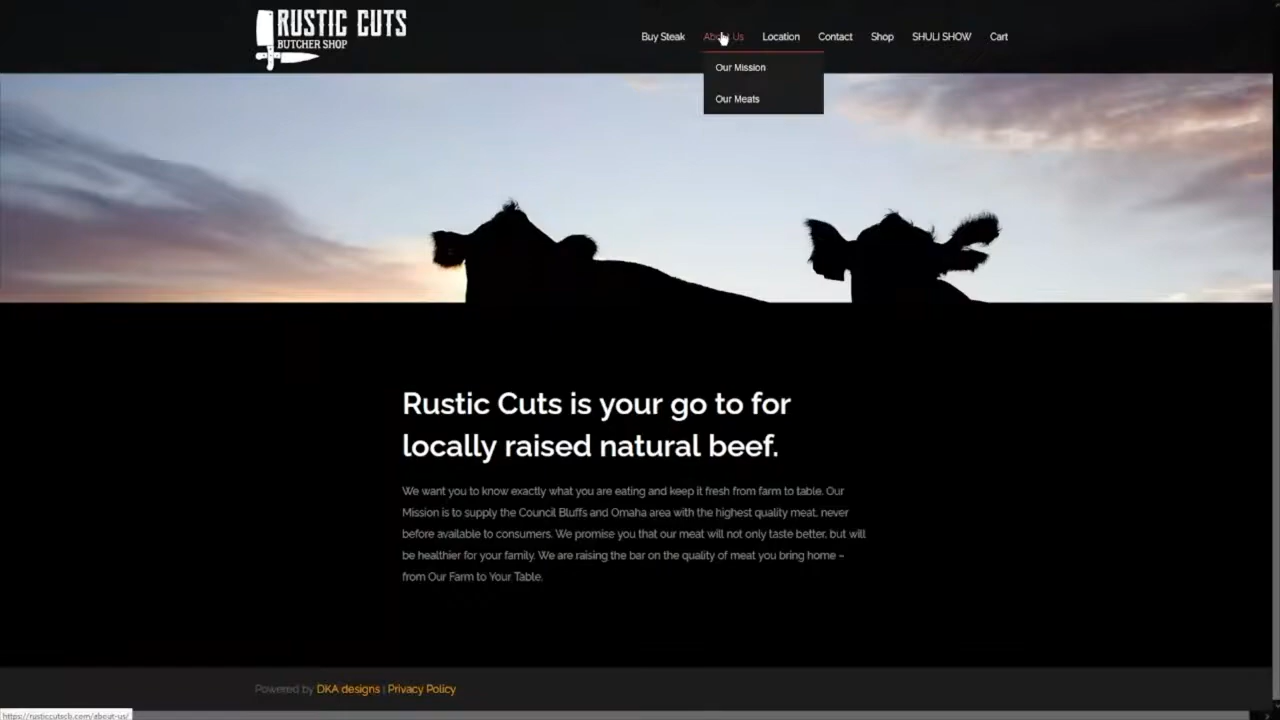 RUSTIC CUTS
BUTCHER SHOP
Buy Steak About Us Location Contact Shop SHULI SHOW Cart
Our Mission
Our Meats
Rustic Cuts is your go to for
locally raised natural beef.
We want you to know exactly what you are eating and keep it fresh from farm to table. Our
Mission is to supply the Council Bluffs and Omaha area with the highest quality meat, never
before available to consumers. We promise you that our meat will not only taste better, but will
be healthier for your family. We are raising the bar on the quality of meat you bring home –
from Our Farm to Your Table.
Powered by DKA designs | Privacy Policy
https://rusticcutscb.com/about-us/